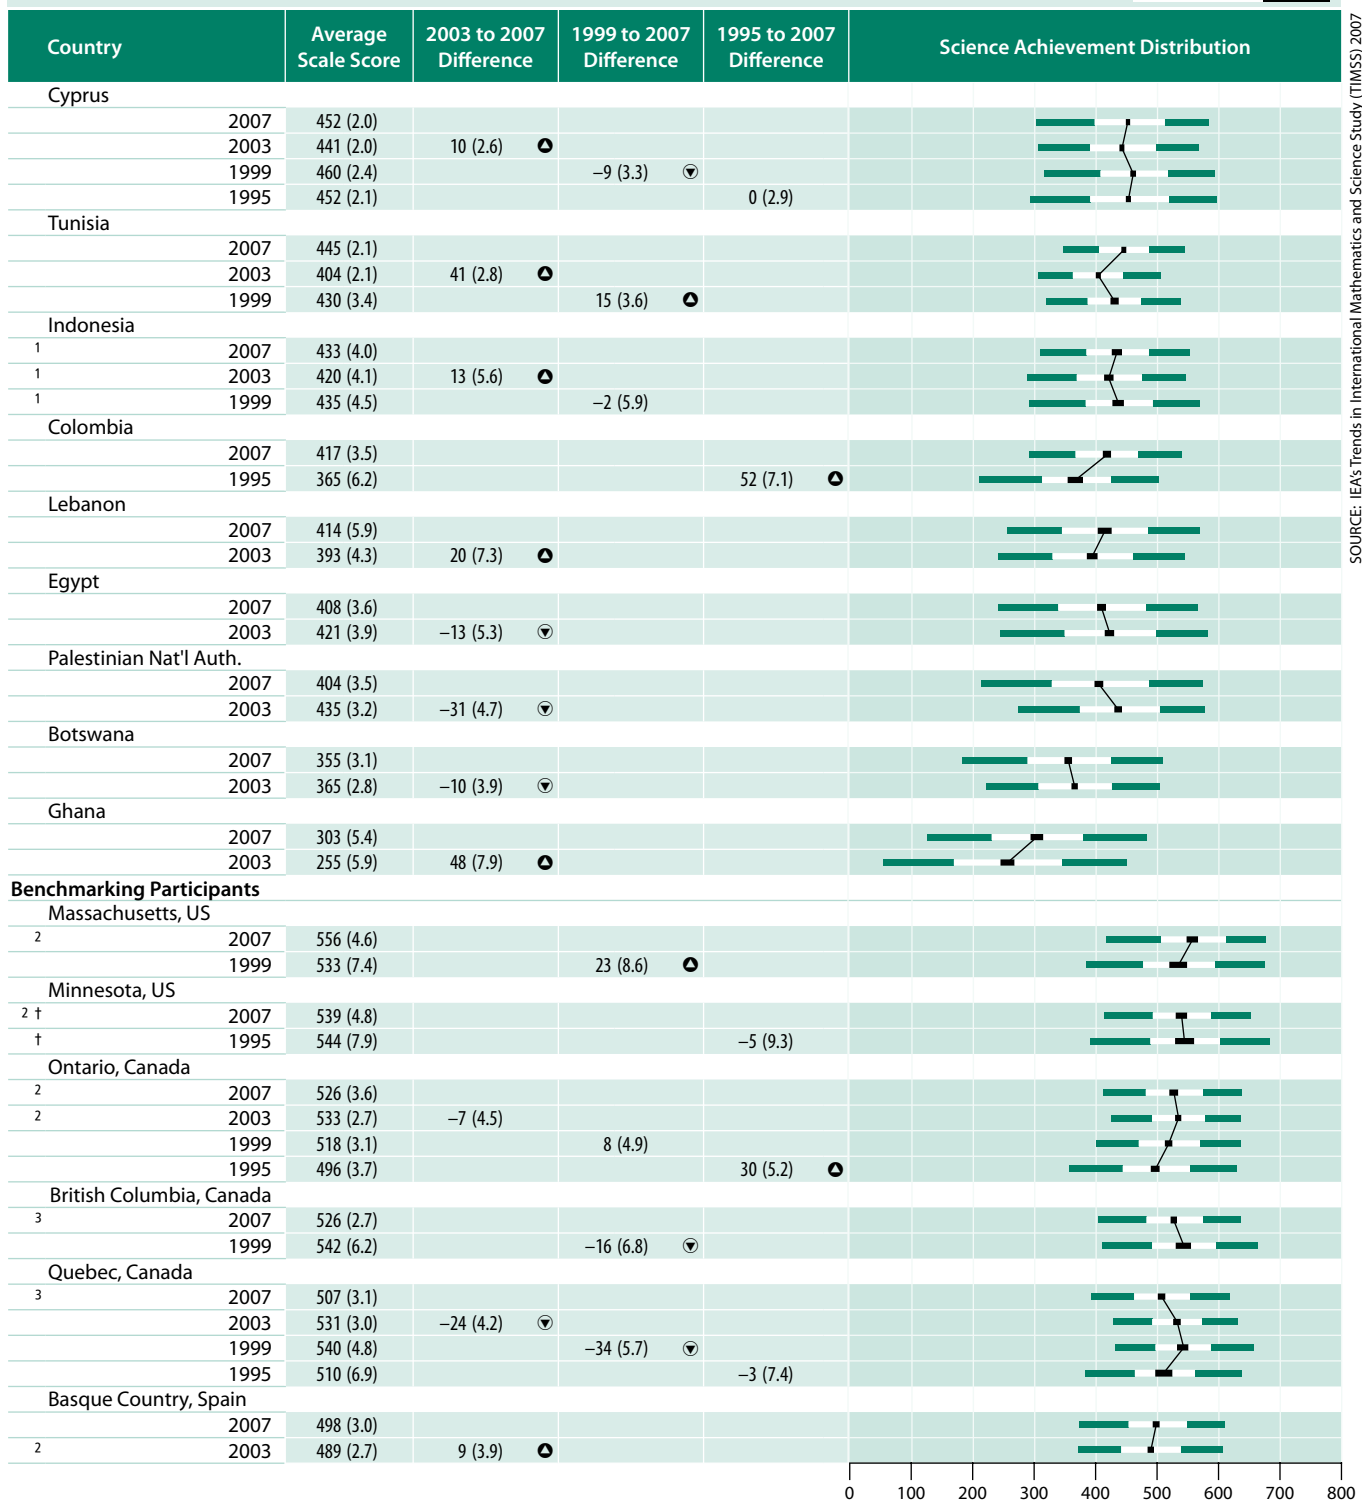 Country Average Scale Score 2003 to 2007 Difference 1999 to 2007 Difference 1995 to 2007 Difference Science Achievement Distribution
Cyprus
2007 452 (2.0)
2003 441 (2.0) 10 (2.6)
1999 460 (2.4) –9 (3.3)
1995 452 (2.1) 0 (2.9)
Tunisia
2007 445 (2.1)
2003 404 (2.1) 41 (2.8)
1999 430 (3.4) 15 (3.6)
Indonesia
1 2007 433 (4.0)
1 2003 420 (4.1) 13 (5.6)
1 1999 435 (4.5) –2 (5.9)
Colombia
2007 417 (3.5)
1995 365 (6.2) 52 (7.1)
Lebanon
2007 414 (5.9)
2003 393 (4.3) 20 (7.3)
Egypt
2007 408 (3.6)
2003 421 (3.9) –13 (5.3)
Palestinian Nat'l Auth.
2007 404 (3.5)
2003 435 (3.2) –31 (4.7)
Botswana
2007 355 (3.1)
2003 365 (2.8) –10 (3.9)
Ghana
2007 303 (5.4)
2003 255 (5.9) 48 (7.9)
Benchmarking Participants
Massachusetts, US
2 2007 556 (4.6)
1999 533 (7.4) 23 (8.6)
Minnesota, US
2 † 2007 539 (4.8)
† 1995 544 (7.9) –5 (9.3)
Ontario, Canada
2 2007 526 (3.6)
2 2003 533 (2.7) –7 (4.5)
1999 518 (3.1) 8 (4.9)
1995 496 (3.7) 30 (5.2)
British Columbia, Canada
3 2007 526 (2.7)
1999 542 (6.2) –16 (6.8)
Quebec, Canada
3 2007 507 (3.1)
2003 531 (3.0) –24 (4.2)
1999 540 (4.8) –34 (5.7)
1995 510 (6.9) –3 (7.4)
Basque Country, Spain
2007 498 (3.0)
2 2003 489 (2.7) 9 (3.9)
0 100 200 300 400 500 600 700 800
SOURCE: IEA's Trends in International Mathematics and Science Study (TIMSS) 2007